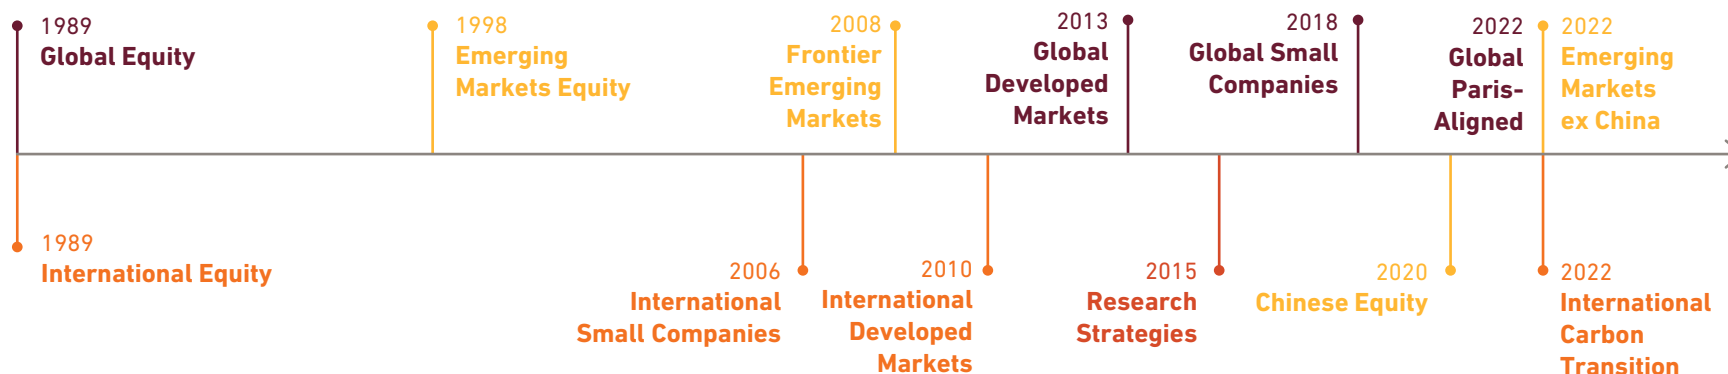 1989
Global Equity
1998
Emerging
Markets Equity
2008
Frontier
Emerging
Markets
2013
Global
Developed
Markets
2018
Global Small
Companies
2022
Global
Paris-
Aligned
2022
Emerging
Markets
ex China
1989
International Equity
2006
International
Small Companies
2010
International
Developed
Markets
2015
Research
Strategies
2020
Chinese Equity
2022
International
Carbon
Transition